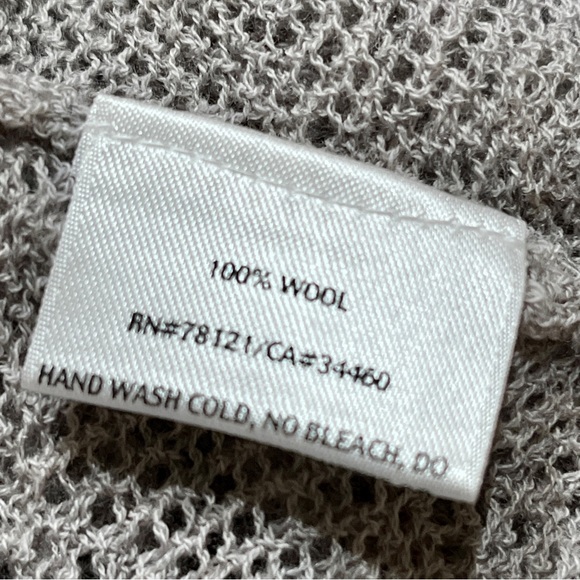 100% WOOL
RN#78121/CA#34460
HAND WASH COLD, NO BLEACH, DO